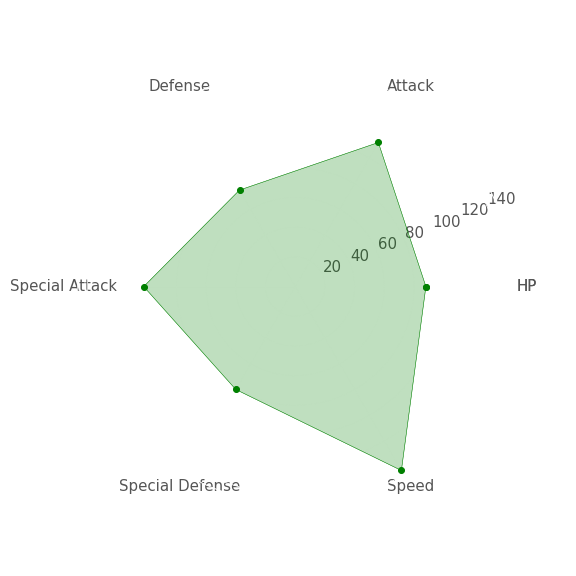 Defense
Attack
140
120
100
80
60
40
20
Special Attack
HP
Special Defense
Speed